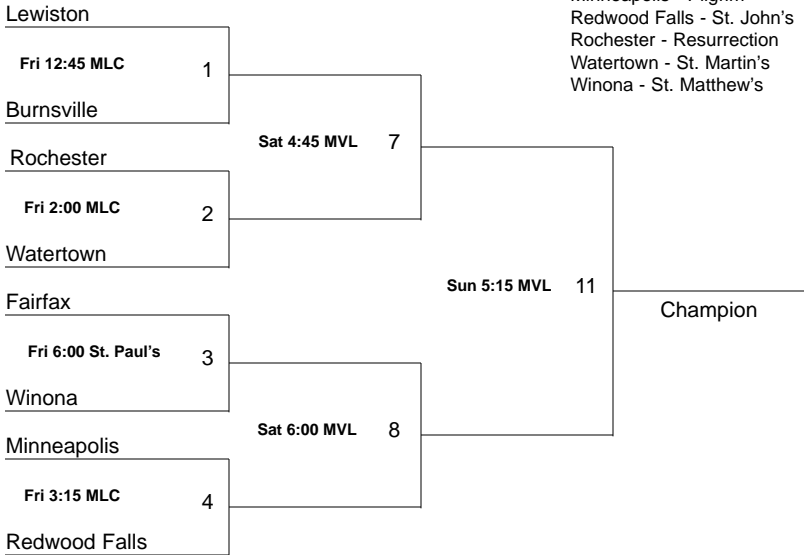 Redwood Falls - St. John's
Rochester - Resurrection
Watertown - St. Martin's
Winona - St. Matthew's
Lewiston
Fri 12:45 MLC 1
Burnsville
Sat 4:45 MVL 7
Rochester
Fri 2:00 MLC 2
Watertown
Sun 5:15 MVL 11
Champion
Fairfax
Fri 6:00 St. Paul's 3
Winona
Sat 6:00 MVL 8
Minneapolis
Fri 3:15 MLC 4
Redwood Falls